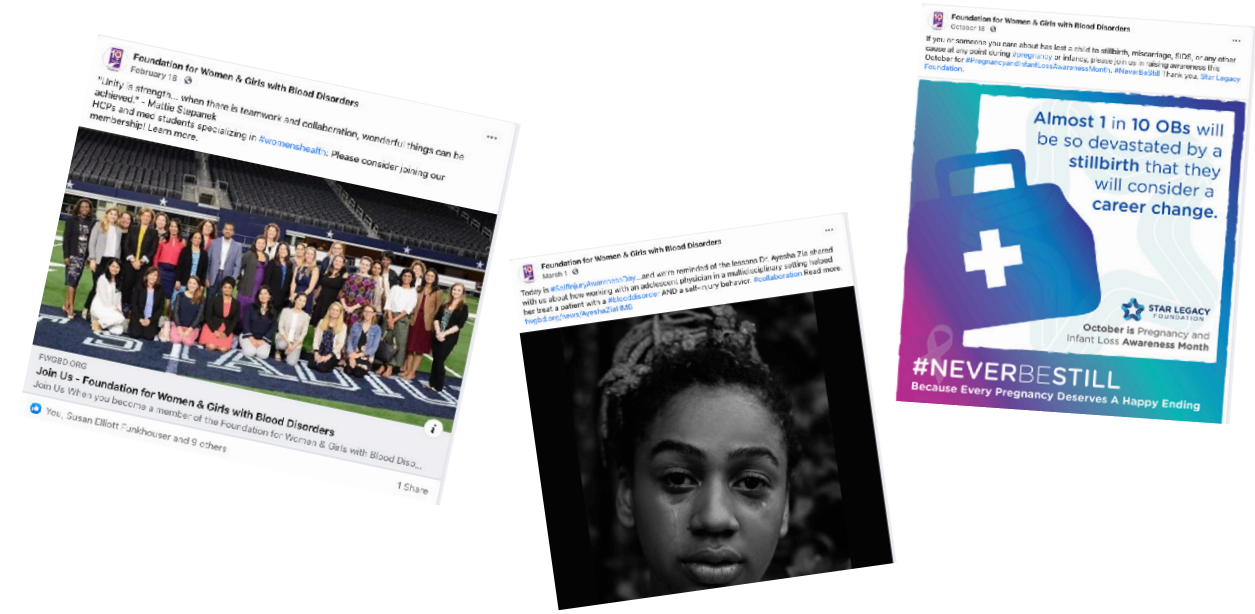 Foundation for Women & Girls with Blood Disorders
February 18
"Unity is strength... when there is teamwork and collaboration, wonderful things can be
achieved." - Mattie Stepanek
HCPs and med students specializing in #womenshealth: Please consider joining our
membership! Learn more.
FWGBD.ORG
Join Us - Foundation for Women & Girls with Blood Disorders
Join Us When you become a member of the Foundation for Women & Girls with Blood Diso...
You, Susan Elliott Funkhouser and 9 others
1 Share
Foundation for Women & Girls with Blood Disorders
March 1
Today is #SelfInjuryAwarenessDay...and we're reminded of the lessons Dr. Ayesha Zia shared
with us about how working with an adolescent physician in a multidisciplinary setting helped
her treat a patient with a #blooddisorder AND a self-injury behavior. #collaboration Read more.
Foundation for Women & Girls with Blood Disorders
October 18
If you or someone you care about has lost a child to stillbirth, miscarriage, SIDS, or any other
cause at any point during #pregnancy or infancy, please join us in raising awareness this
October for #PregnancyandInfantLossAwarenessMonth. #NeverBeStill Thank you, Star Legacy
Foundation.
Almost 1 in 10 OBs will
be so devastated by a
stillbirth that they
will consider a
career change.
STAR LEGACY
FOUNDATION
October is Pregnancy and
Infant Loss Awareness Month
#NEVERBESTILL
Because Every Pregnancy Deserves A Happy Ending